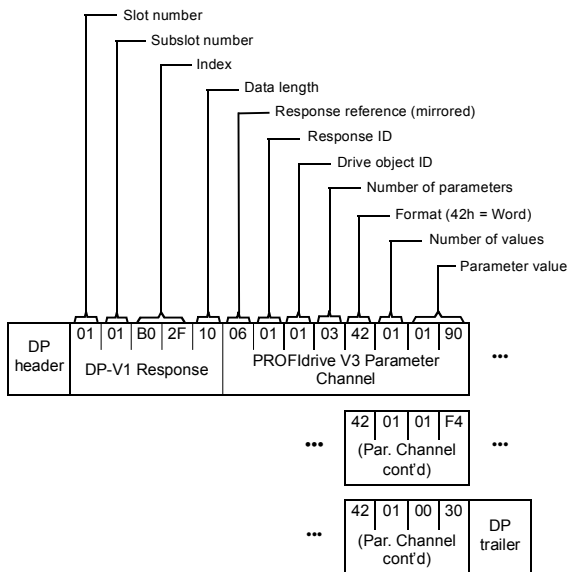 Slot number
Subslot number
Index
Data length
Response reference (mirrored)
Response ID
Drive object ID
Number of parameters
Format (42h = Word)
Number of values
Parameter value
DP header
01 01 B0 2F 10 06 01 01 03 42 01 01 90
DP-V1 Response
PROFIdrive V3 Parameter
Channel
•••
•••
42 01 01 F4
(Par. Channel
cont'd)
•••
•••
42 01 00 30
(Par. Channel
cont'd)
DP
trailer